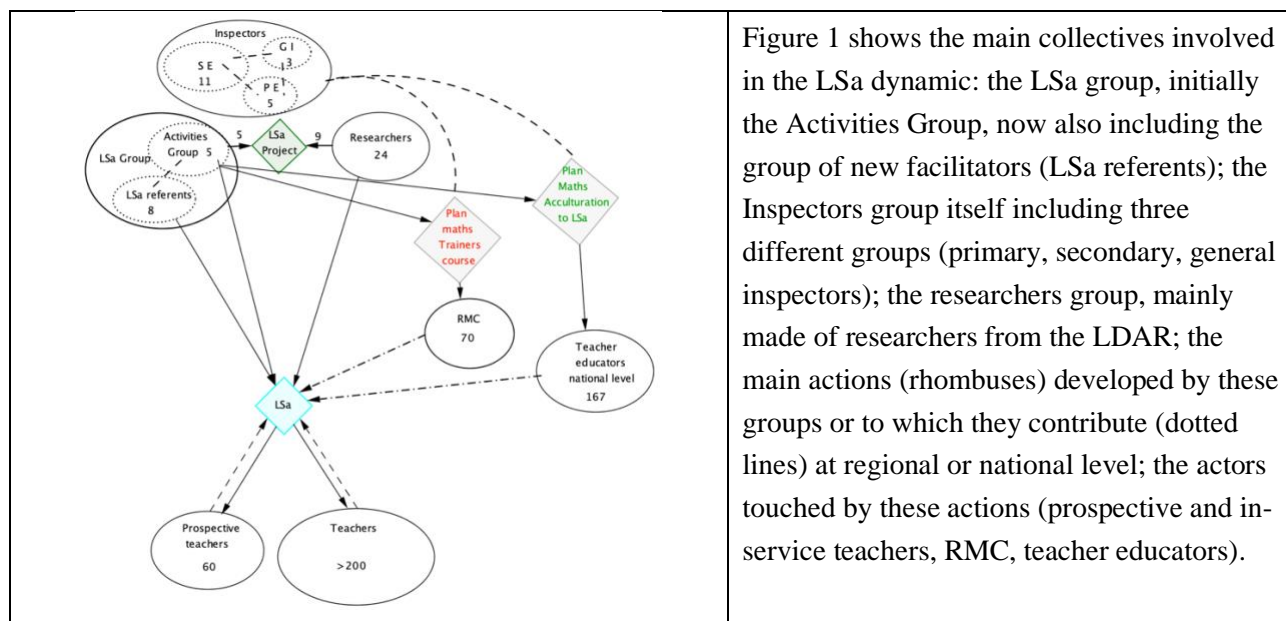 Inspectors
G I
3
S E
11
P E
5
Activities
Group 5
LSa Group
LSa referents
8
5
LSa
Project
9
Researchers
24
Plan
Maths
Acculturation
to LSa
Plan
maths
Trainers
course
RMC
70
Teacher
educators
national level
167
LSa
Prospective
teachers
60
Teachers
>200
Figure 1 shows the main collectives involved
in the LSa dynamic: the LSa group, initially
the Activities Group, now also including the
group of new facilitators (LSa referents); the
Inspectors group itself including three
different groups (primary, secondary, general
inspectors); the researchers group, mainly
made of researchers from the LDAR; the
main actions (rhombuses) developed by these
groups or to which they contribute (dotted
lines) at regional or national level; the actors
touched by these actions (prospective and in-
service teachers, RMC, teacher educators).